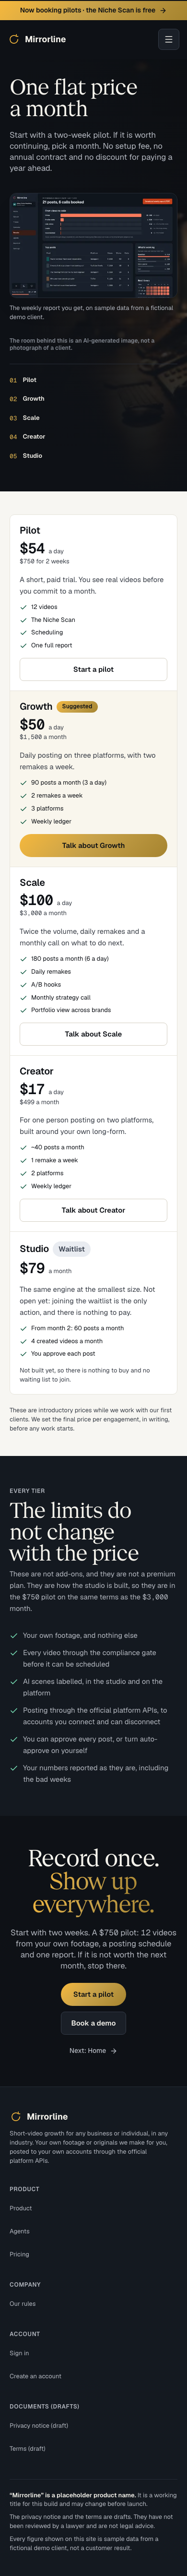 Now booking pilots · the Niche Scan is free →
Mirrorline
One flat price
a month
Start with a two-week pilot. If it is worth
continuing, pick a month. No setup fee, no
annual contract and no discount for paying a
year ahead.
The weekly report you get, on sample data from a fictional
demo client.
The room behind this is an AI-generated image, not a
photograph of a client.
01 Pilot
02 Growth
03 Scale
04 Creator
05 Studio
Pilot
$54 a day
$750 for 2 weeks
A short, paid trial. You see real videos before
you commit to a month.
12 videos
The Niche Scan
Scheduling
One full report
Start a pilot
Growth Suggested
$50 a day
$1,500 a month
Daily posting on three platforms, with two
remakes a week.
90 posts a month (3 a day)
2 remakes a week
3 platforms
Weekly ledger
Talk about Growth
Scale
$100 a day
$3,000 a month
Twice the volume, daily remakes and a
monthly call on what to do next.
180 posts a month (6 a day)
Daily remakes
A/B hooks
Monthly strategy call
Portfolio view across brands
Talk about Scale
Creator
$17 a day
$499 a month
For one person posting on two platforms,
built around your own long-form.
~40 posts a month
1 remake a week
2 platforms
Weekly ledger
Talk about Creator
Studio Waitlist
$79 a month
The same engine at the smallest size. Not
open yet: joining the waitlist is the only
action, and there is nothing to pay.
From month 2: 60 posts a month
4 created videos a month
You approve each post
Not built yet, so there is nothing to buy and no
waiting list to join.
These are introductory prices while we work with our first
clients. We set the final price per engagement, in writing,
before any work starts.
EVERY TIER
The limits do
not change
with the price
These are not add-ons, and they are not a premium
plan. They are how the studio is built, so they are in
the $750 pilot on the same terms as the $3,000
month.
Your own footage, and nothing else
Every video through the compliance gate
before it can be scheduled
AI scenes labelled, in the studio and on the
platform
Posting through the official platform APIs, to
accounts you connect and can disconnect
You can approve every post, or turn auto-
approve on yourself
Your numbers reported as they are, including
the bad weeks
Record once.
Show up
everywhere.
Start with two weeks. A $750 pilot: 12 videos
from your own footage, a posting schedule
and one report. If it is not worth the next
month, stop there.
Start a pilot
Book a demo
Next: Home →
Mirrorline
Short-video growth for any business or individual, in any
industry. Your own footage or originals we make for you,
posted to your own accounts through the official
platform APIs.
PRODUCT
Product
Agents
Pricing
COMPANY
Our rules
ACCOUNT
Sign in
Create an account
DOCUMENTS (DRAFTS)
Privacy notice (draft)
Terms (draft)
"Mirrorline" is a placeholder product name. It is a working
title for this build and may change before launch.
The privacy notice and the terms are drafts. They have not
been reviewed by a lawyer and are not legal advice.
Every figure shown on this site is sample data from a
fictional demo client, not a customer result.